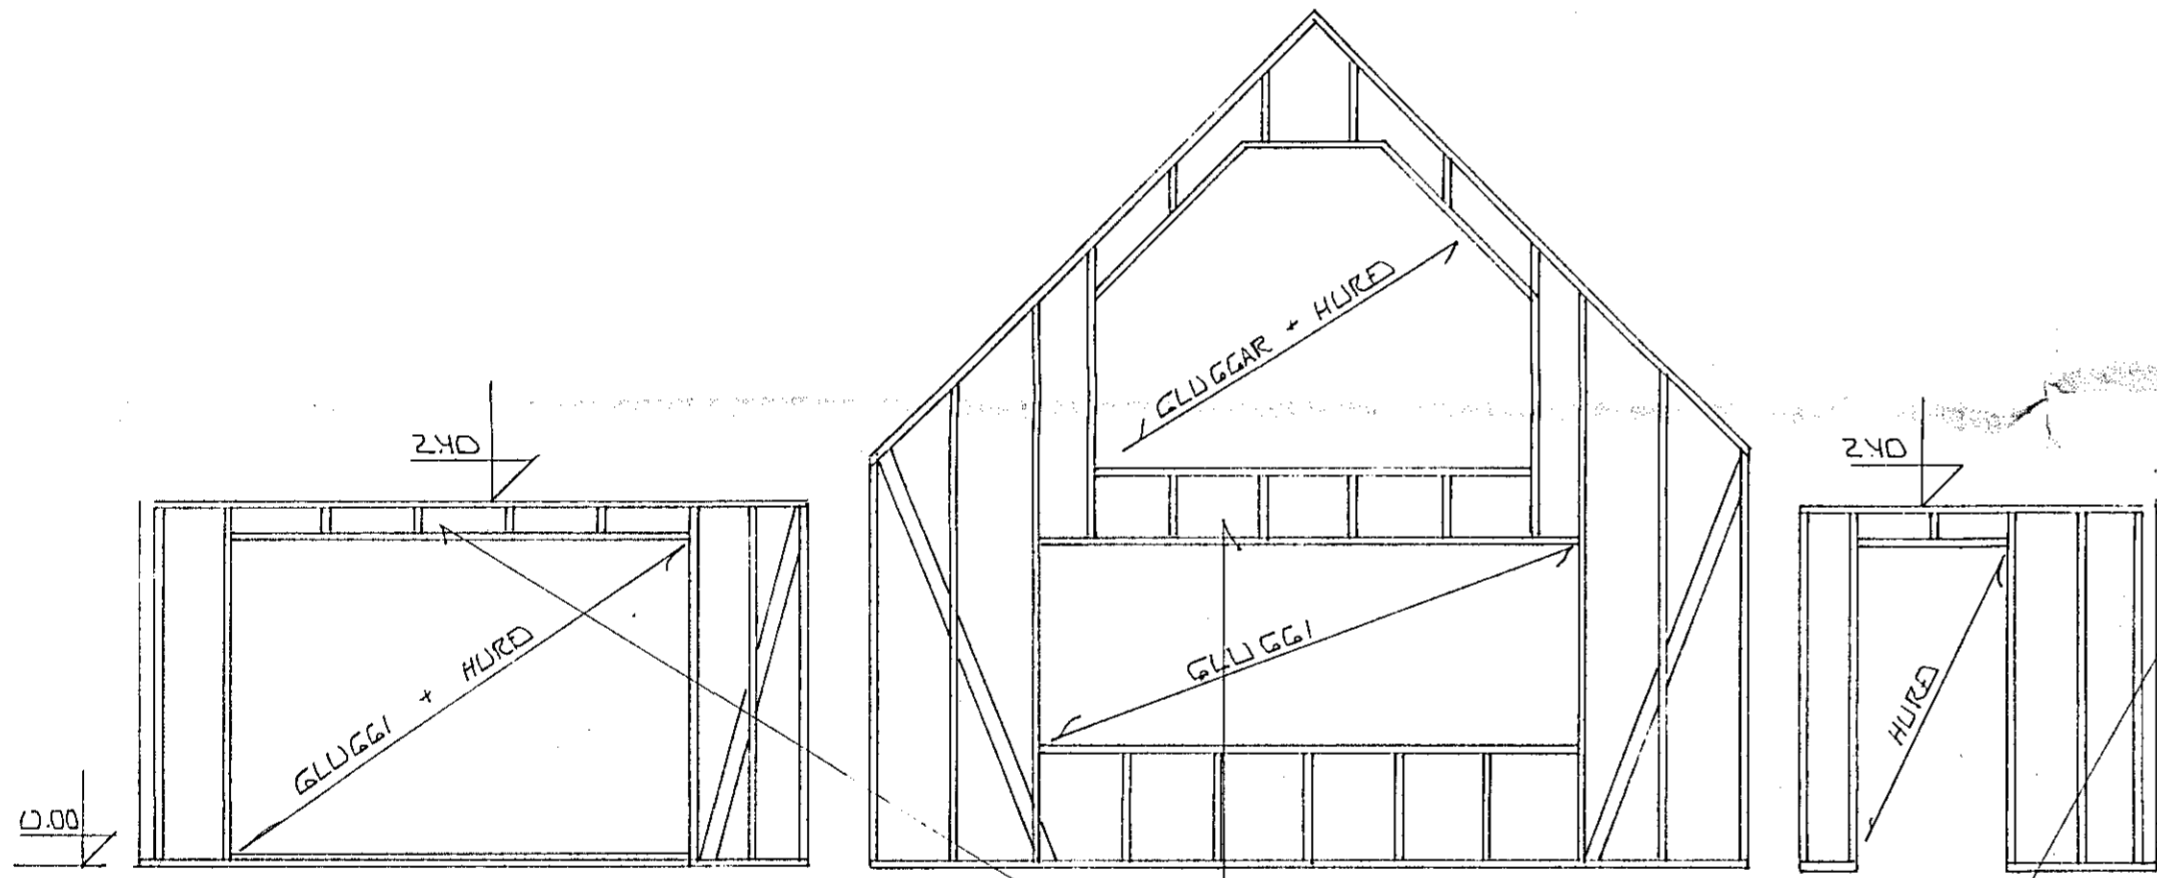 2.40
0.00
GLUGGI + HURÐ
GLUGGAR + HURÐ
GLUGGI
2.40
HURÐ